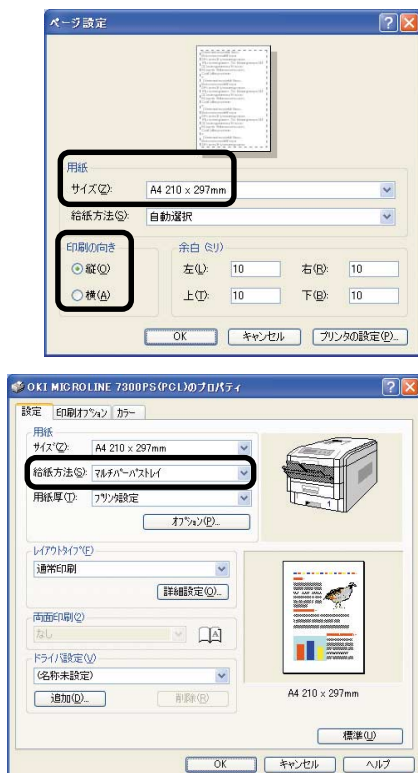 ページ設定
用紙
サイズ(Z): A4 210 x 297mm
給紙方法(S): 自動選択
印刷の向き
縦(O)
横(A)
余白 (ミリ)
左(L): 10 右(R): 10
上(T): 10 下(B): 10
OK キャンセル プリンタの設定(P)...
OKI MICROLINE 7300PS(PCL)のプロパティ
設定 印刷オプション カラー
用紙
サイズ(Z): A4 210 x 297mm
給紙方法(S): マルチパーパストレイ
用紙厚(T): プリンタ設定
オプション(P)...
レイアウトタイプ(F)
通常印刷
詳細設定(O)...
両面印刷(2)
なし
A
ドライバ設定(V)
(名称未設定)
追加(D)... 削除(R)
A4 210 x 297mm
標準(U)
OK キャンセル ヘルプ